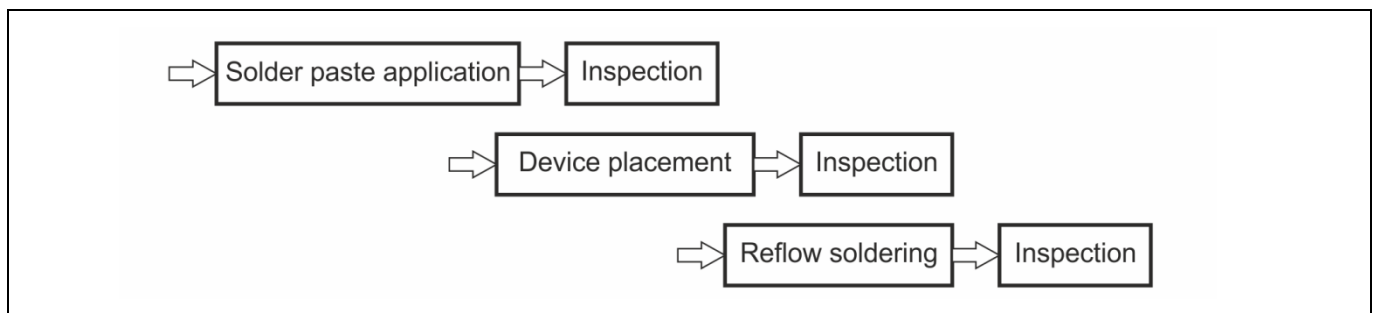 Solder paste application
Inspection
Device placement
Inspection
Reflow soldering
Inspection